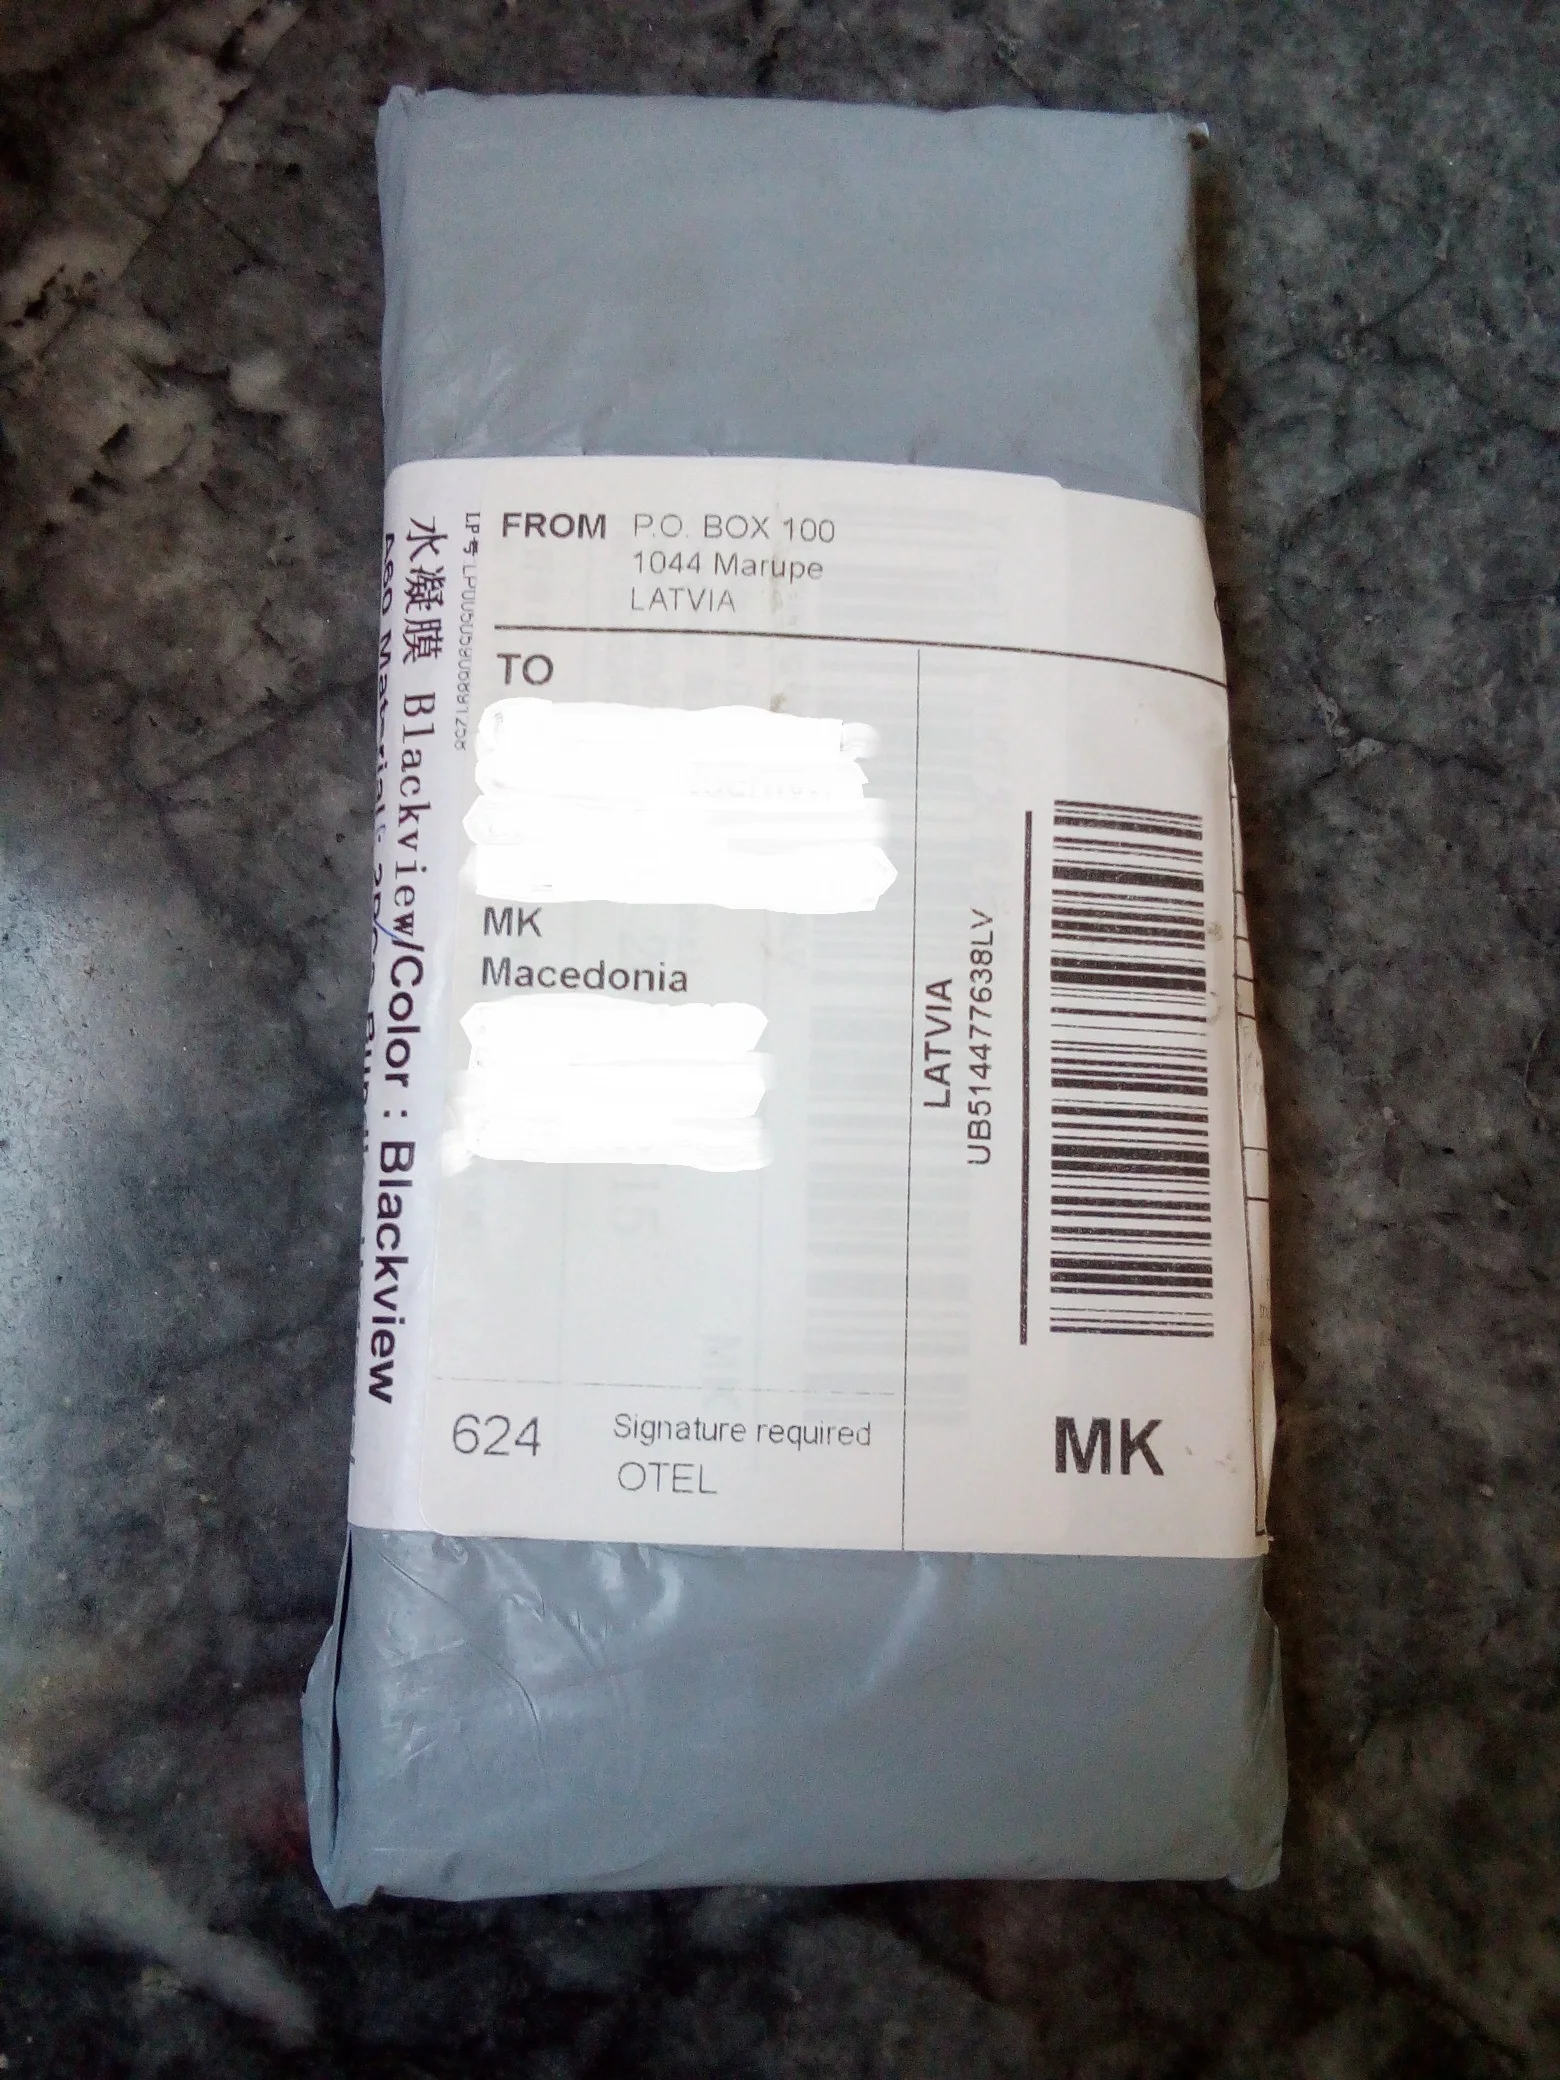 FROM P.O. BOX 100
1044 Marupe
LATVIA
TO
MK
Macedonia
624 Signature required
OTEL
LATVIA
UB514477638LV
MK
水凝膜 Blackview/Color : Blackview